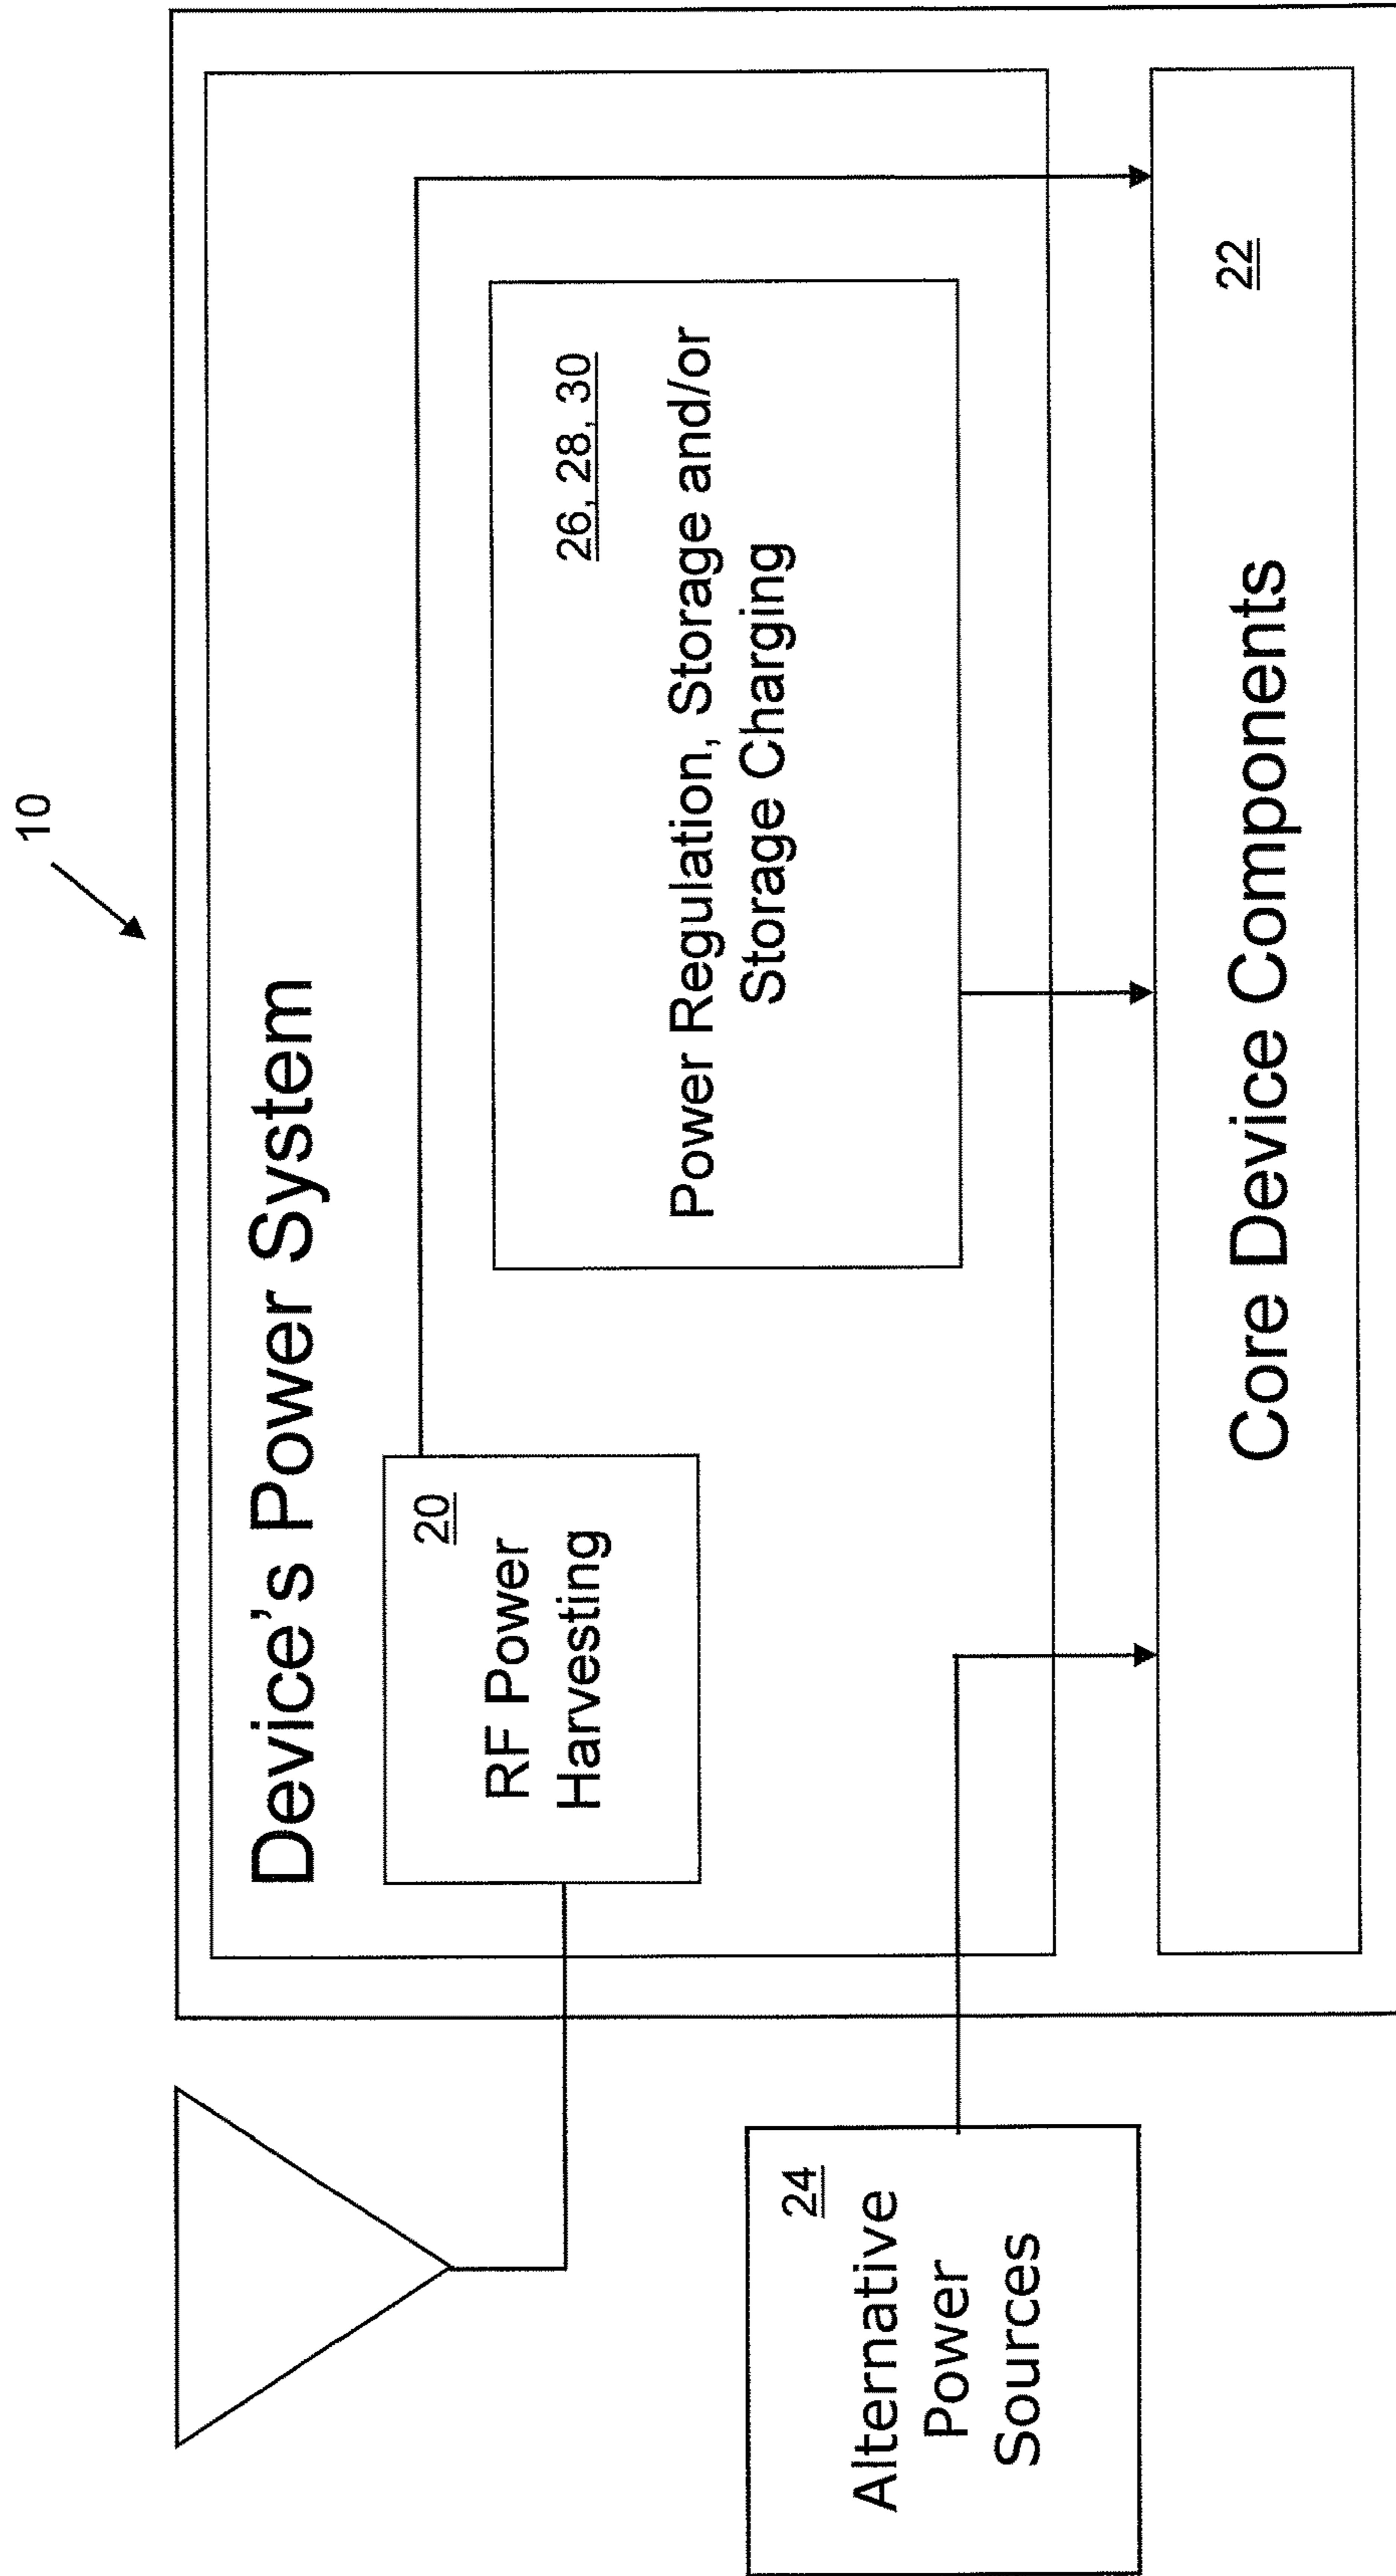 10
Device's Power System
20
RF Power
Harvesting
26, 28, 30
Power Regulation, Storage and/or
Storage Charging
24
Alternative
Power
Sources
22
Core Device Components